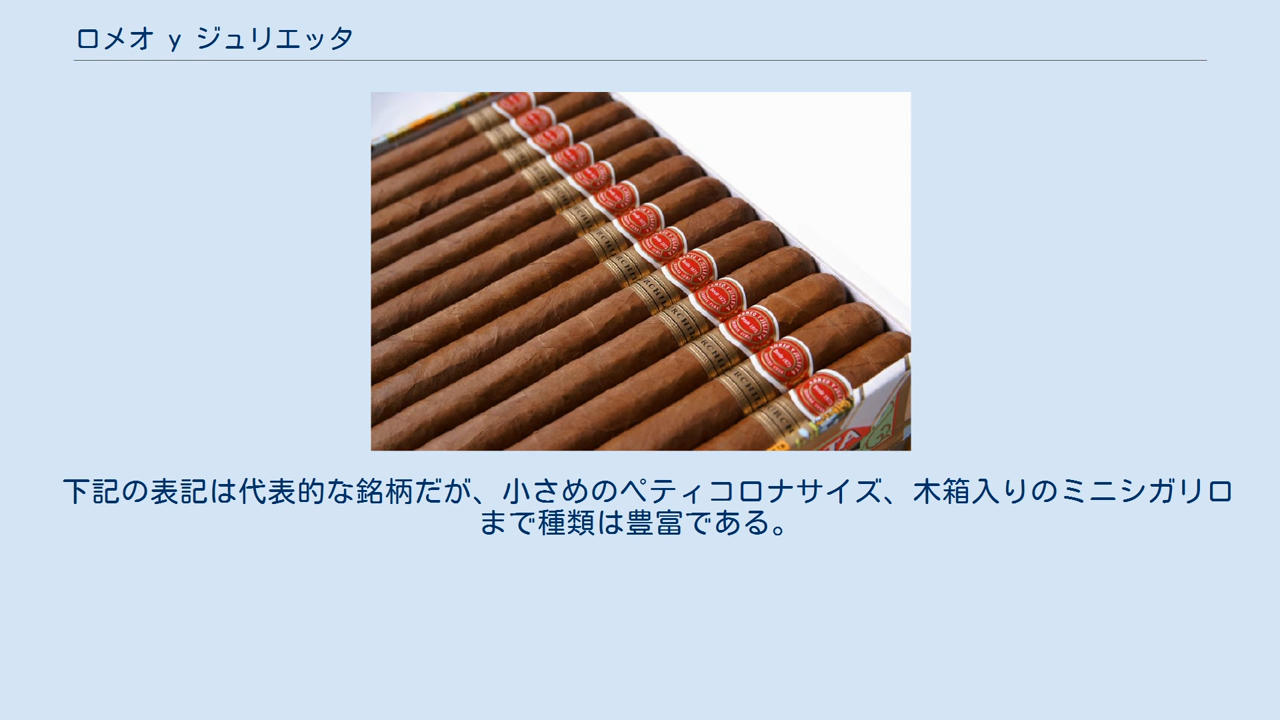 ロメオ y ジュリエッタ
下記の表記は代表的な銘柄だが、小さめのペティコロナサイズ、木箱入りのミニシガリロ
まで種類は豊富である。